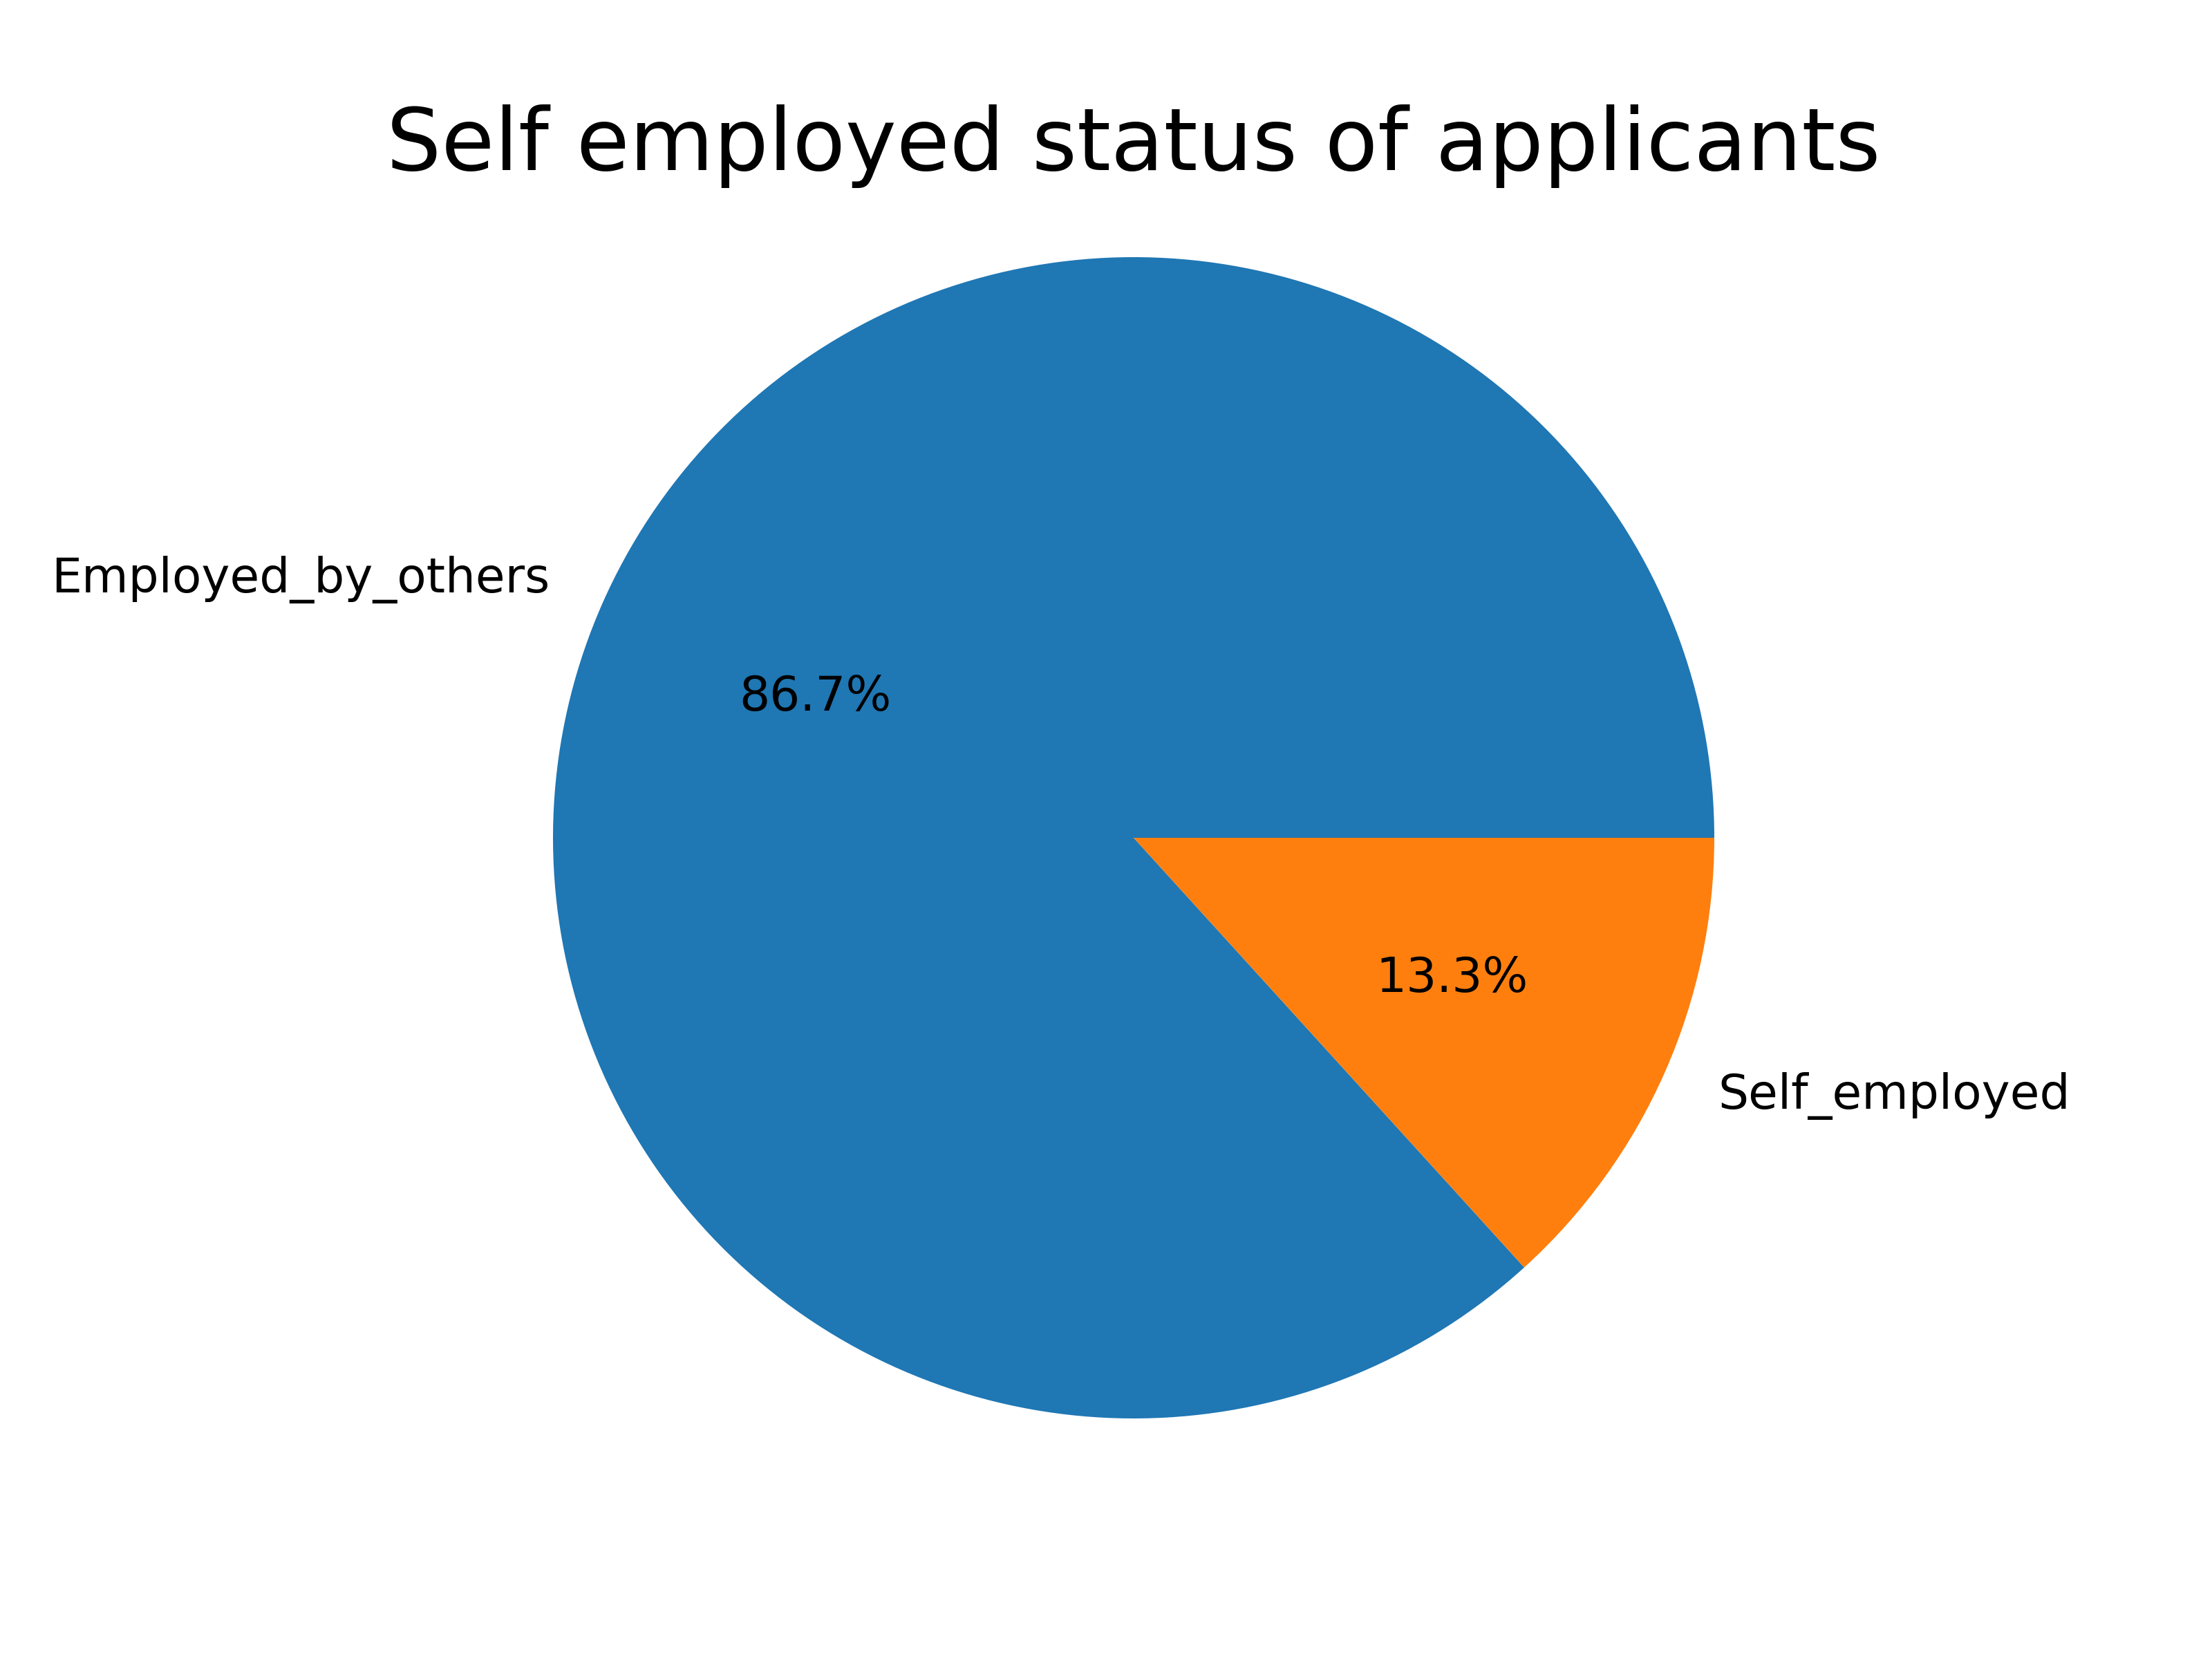 Self employed status of applicants
Employed_by_others
86.7%
13.3%
Self_employed